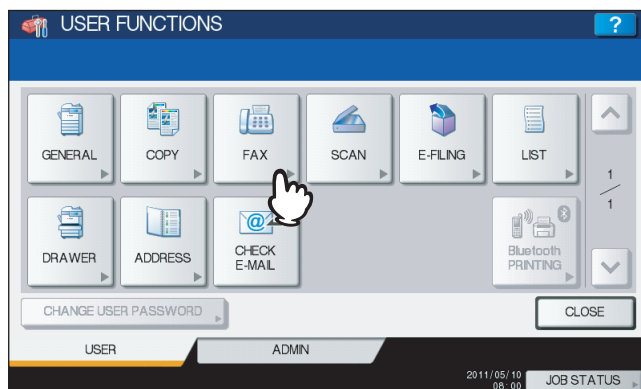 USER FUNCTIONS
?
GENERAL
COPY
FAX
SCAN
E-FILING
LIST
1
1
DRAWER
ADDRESS
@
CHECK
E-MAIL
Bluetooth
PRINTING
CHANGE USER PASSWORD
CLOSE
USER
ADMIN
2011/05/10
08:00
JOB STATUS